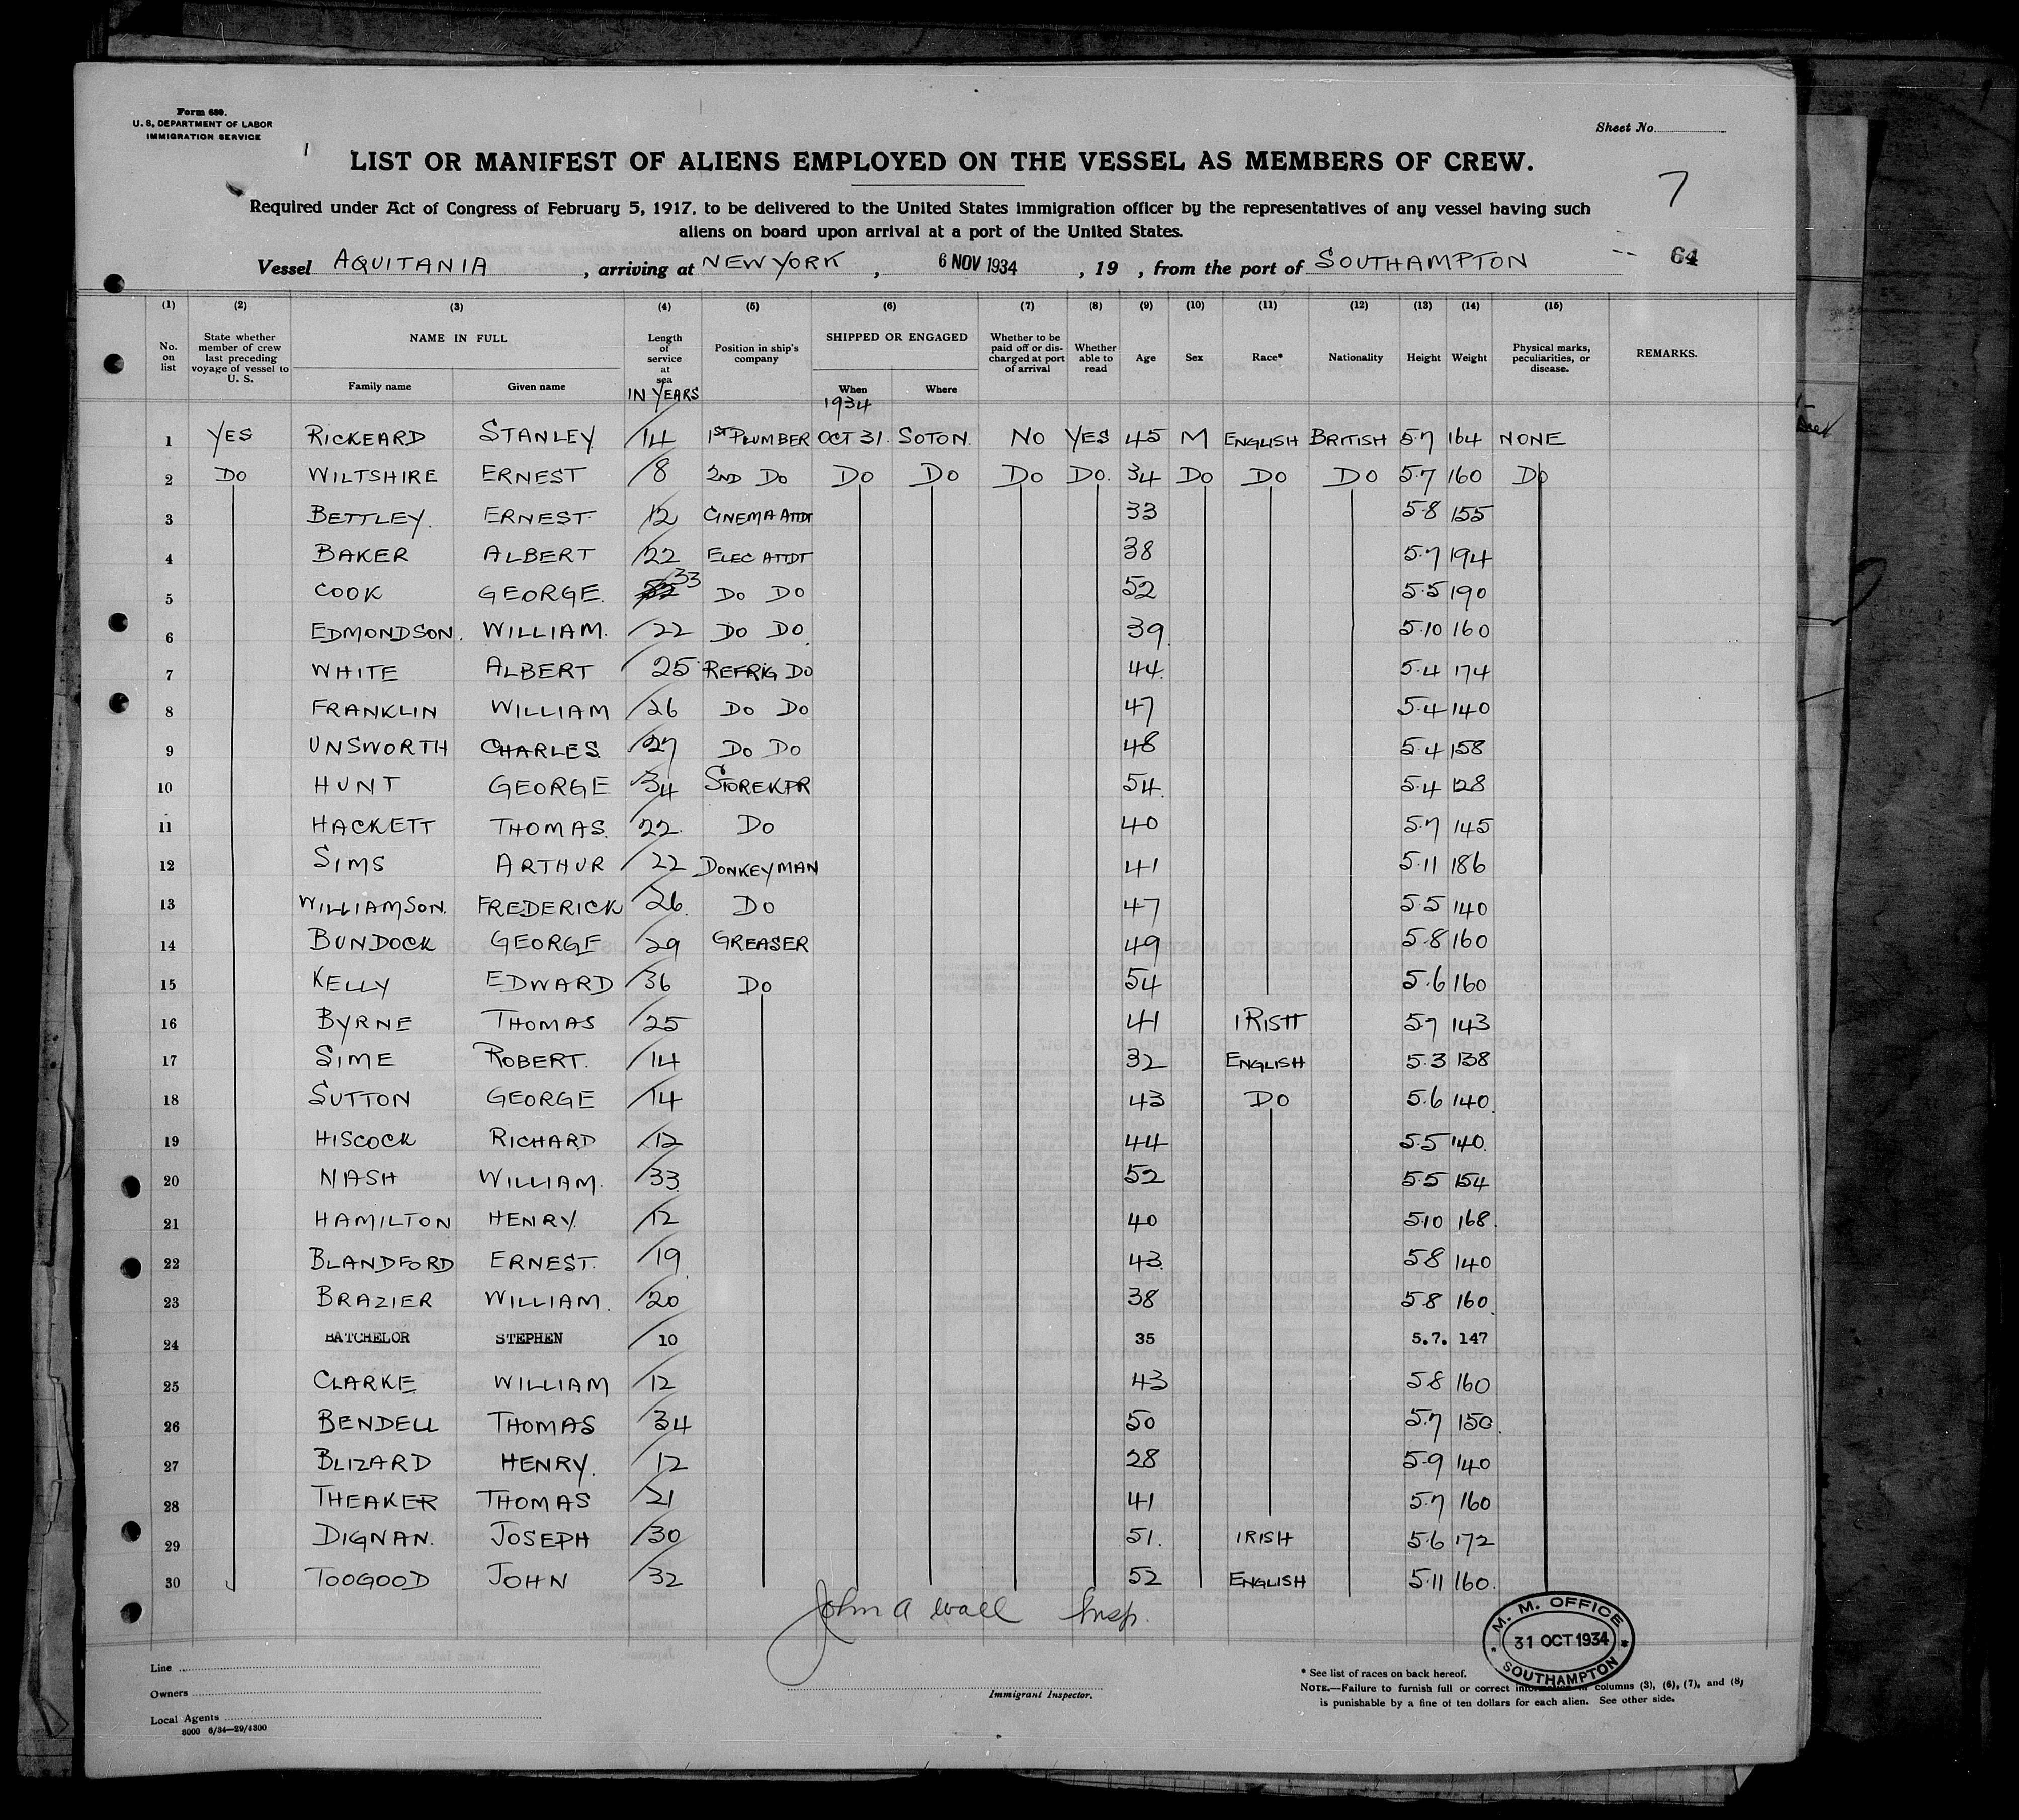 Form 680.
U. S. DEPARTMENT OF LABOR
IMMIGRATION SERVICE
Sheet No.
LIST OR MANIFEST OF ALIENS EMPLOYED ON THE VESSEL AS MEMBERS OF CREW.
7
Required under Act of Congress of February 5, 1917, to be delivered to the United States immigration officer by the representatives of any vessel having such
aliens on board upon arrival at a port of the United States.
Vessel AQUITANIA, arriving at NEW YORK, 6 NOV 1934, 19 , from the port of SOUTHAMPTON -- 64
(1) (2) (3) (4) (5) (6) (7) (8) (9) (10) (11) (12) (13) (14) (15)
No. on list State whether member of crew last preceding voyage of vessel to U. S. NAME IN FULL Family name Given name Length of service at sea IN YEARS Position in ship's company SHIPPED OR ENGAGED When 1934 Where Whether to be paid off or discharged at port of arrival Whether able to read Age Sex Race* Nationality Height Weight Physical marks, peculiarities, or disease. REMARKS.
1 YES RICKEARD STANLEY 14 1ST PLUMBER OCT 31. SOTON. NO YES 45 M ENGLISH BRITISH 5.7 164 NONE
2 DO WILTSHIRE ERNEST 8 2ND DO DO DO DO DO. 34 DO DO DO 5.7 160 DO
3 BETTLEY. ERNEST 12 CINEMA ATTDT 33 5.8 155
4 BAKER ALBERT 22 ELEC ATTDT 38 5.7 194
5 COOK GEORGE. 33 DO DO 52 5.5 190
6 EDMONDSON. WILLIAM. 22 DO DO 39. 5.10 160
7 WHITE ALBERT 25 REFRIG DO 44. 5.4 174
8 FRANKLIN WILLIAM 26 DO DO 47 5.4 140
9 UNSWORTH CHARLES 27 DO DO 48 5.4 158
10 HUNT GEORGE 34 STOREKPR 54. 5.4 128
11 HACKETT THOMAS. 22. DO 40 5.7 145
12 SIMS ARTHUR 22 DONKEYMAN 41 5.11 186
13 WILLIAMSON. FREDERICK 26. DO 47 5.5 140
14 BUNDOCK GEORGE 29 GREASER 49 5.8 160
15 KELLY EDWARD 36 DO 54 5.6 160
16 BYRNE THOMAS 25 41 IRISH 5.7 143
17 SIME ROBERT. 14 32 ENGLISH 5.3 138
18 SUTTON GEORGE 14 43 DO 5.6 140.
19 HISCOCK RICHARD 12 44 5.5 140.
20 NASH WILLIAM. 33. 52 5.5 154
21 HAMILTON HENRY. 12 40 5.10 168.
22 BLANDFORD ERNEST. 19 43. 5.8 140
23 BRAZIER WILLIAM. 20 38 5.8 160.
24 BATCHELOR STEPHEN 10 35 5.7. 147
25 CLARKE WILLIAM 12 43 5.8 160
26 BENDELL THOMAS 34 50 5.7 150.
27 BLIZARD HENRY. 12 28 5.9 140
28 THEAKER THOMAS 21 41 5.7 160
29 DIGNAN. JOSEPH 30 51. IRISH 5.6 172
30 TOOGOOD JOHN 32 52 ENGLISH 5.11 160.
John A Wall Insp.
M. M. OFFICE
31 OCT 1934
SOUTHAMPTON
Line
Owners
Local Agents
5000 6/34—29/4300
Immigrant Inspector.
* See list of races on back hereof.
NOTE.—Failure to furnish full or correct information in columns (3), (6), (7), and (8)
is punishable by a fine of ten dollars for each alien. See other side.